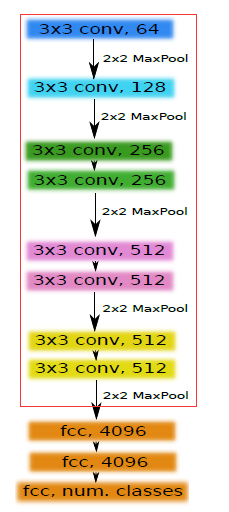 3x3 conv, 64
2x2 MaxPool
3x3 conv, 128
2x2 MaxPool
3x3 conv, 256
3x3 conv, 256
2x2 MaxPool
3x3 conv, 512
3x3 conv, 512
2x2 MaxPool
3x3 conv, 512
3x3 conv, 512
2x2 MaxPool
fcc, 4096
fcc, 4096
fcc, num. classes